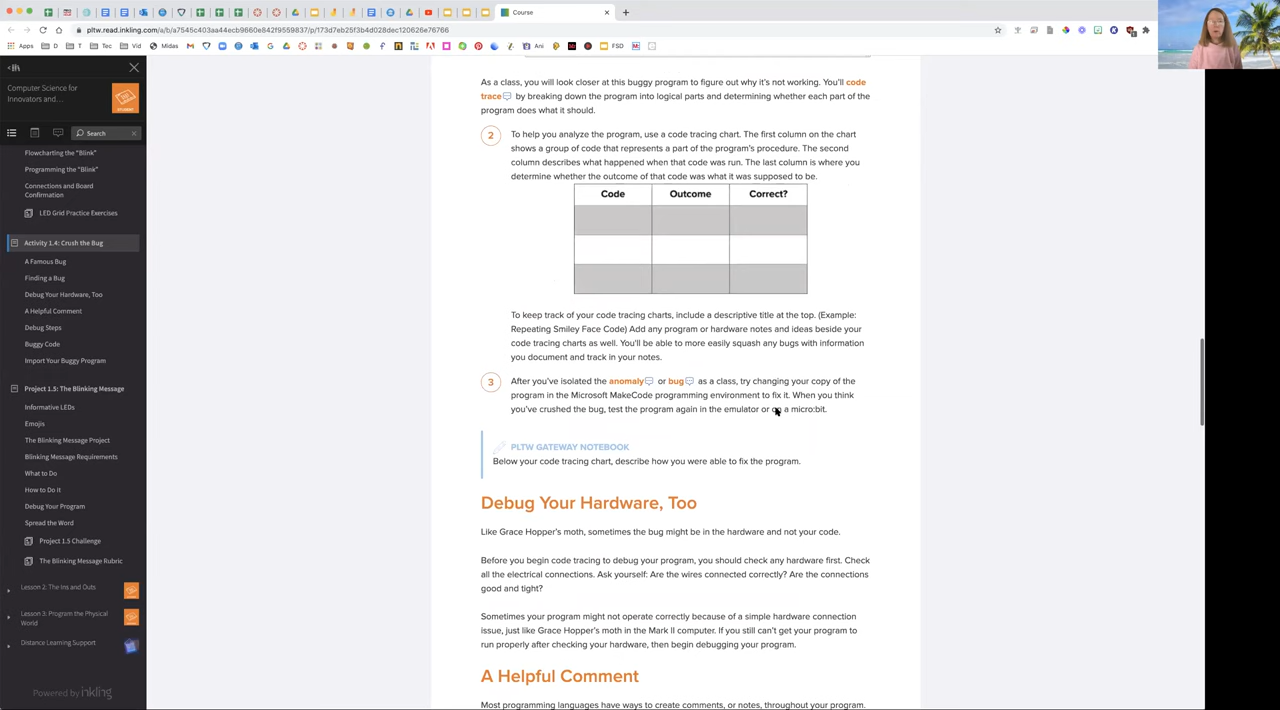 Course
pltw.read.inkling.com/a/b/a7545c403aa44ecb9660e842f9559837/p/173d7eb25f3b4d028dec120626e76766
Apps
D
T
Tec
Vid
Midas
Ani
FSD
Computer Science for
Innovators and…
STUDENT
Search
Flowcharting the “Blink”
Programming the “Blink”
Connections and Board
Confirmation
LED Grid Practice Exercises
Activity 1.4: Crush the Bug
A Famous Bug
Finding a Bug
Debug Your Hardware, Too
A Helpful Comment
Debug Steps
Buggy Code
Import Your Buggy Program
Project 1.5: The Blinking Message
Informative LEDs
Emojis
The Blinking Message Project
Blinking Message Requirements
What to Do
How to Do It
Debug Your Program
Spread the Word
Project 1.5 Challenge
The Blinking Message Rubric
Lesson 2: The Ins and Outs
Lesson 3: Program the Physical
World
Distance Learning Support
Powered by inkling
As a class, you will look closer at this buggy program to figure out why it’s not working. You’ll code
trace by breaking down the program into logical parts and determining whether each part of the
program does what it should.
2
To help you analyze the program, use a code tracing chart. The first column on the chart
shows a group of code that represents a part of the program’s procedure. The second
column describes what happened when that code was run. The last column is where you
determine whether the outcome of that code was what it was supposed to be.
Code Outcome Correct?
To keep track of your code tracing charts, include a descriptive title at the top. (Example:
Repeating Smiley Face Code) Add any program or hardware notes and ideas beside your
code tracing charts as well. You’ll be able to more easily squash any bugs with information
you document and track in your notes.
3
After you’ve isolated the anomaly or bug as a class, try changing your copy of the
program in the Microsoft MakeCode programming environment to fix it. When you think
you’ve crushed the bug, test the program again in the emulator or on a micro:bit.
PLTW GATEWAY NOTEBOOK
Below your code tracing chart, describe how you were able to fix the program.
Debug Your Hardware, Too
Like Grace Hopper’s moth, sometimes the bug might be in the hardware and not your code.
Before you begin code tracing to debug your program, you should check any hardware first. Check
all the electrical connections. Ask yourself: Are the wires connected correctly? Are the connections
good and tight?
Sometimes your program might not operate correctly because of a simple hardware connection
issue, just like Grace Hopper’s moth in the Mark II computer. If you still can’t get your program to
run properly after checking your hardware, then begin debugging your program.
A Helpful Comment
Most programming languages have ways to create comments, or notes, throughout your program.